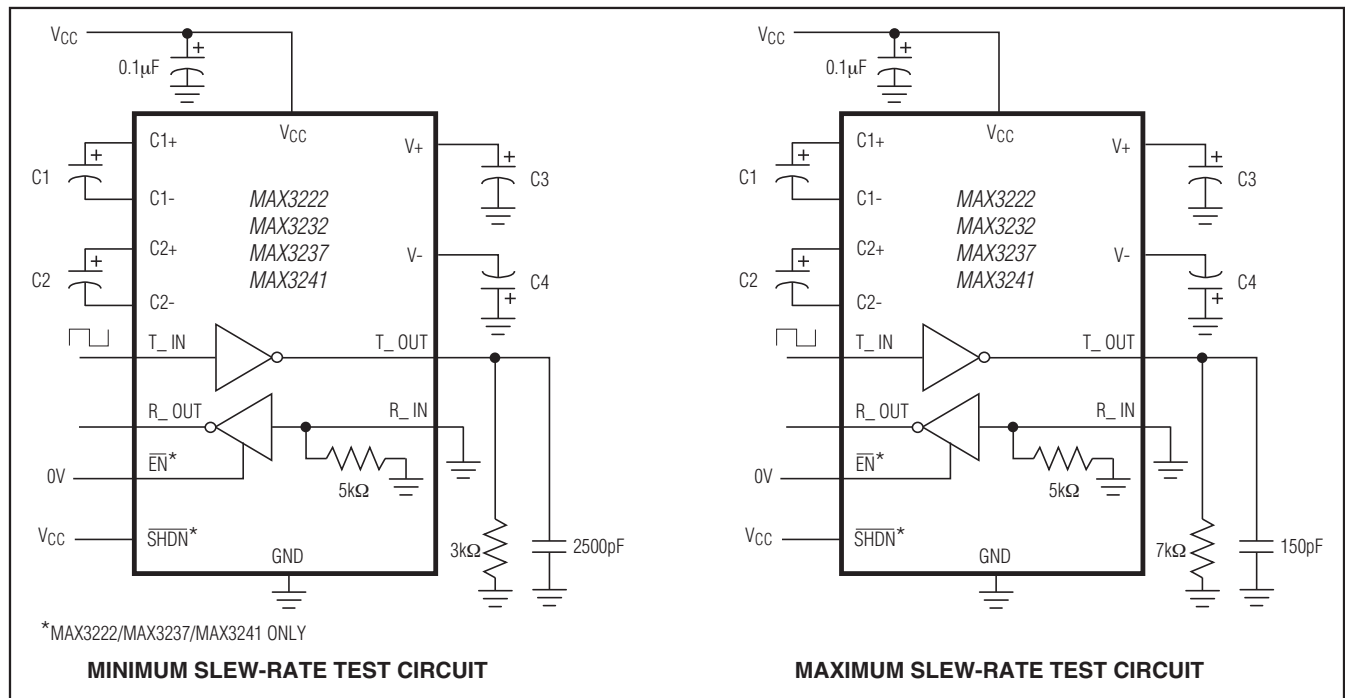 VCC
0.1µF
+
VCC
C1+
V+
+
C1
+
C3
C1-
MAX3222
MAX3232
MAX3237
MAX3241
C2+
V-
C2
+
C4
+
C2-
T_ IN
T_ OUT
R_ OUT
R_ IN
0V
EN*
5kΩ
VCC
SHDN*
3kΩ
2500pF
GND
*MAX3222/MAX3237/MAX3241 ONLY
MINIMUM SLEW-RATE TEST CIRCUIT
VCC
0.1µF
+
VCC
C1+
V+
+
C1
+
C3
C1-
MAX3222
MAX3232
MAX3237
MAX3241
C2+
V-
C2
+
C4
+
C2-
T_ IN
T_ OUT
R_ OUT
R_ IN
0V
EN*
5kΩ
VCC
SHDN*
7kΩ
150pF
GND
MAXIMUM SLEW-RATE TEST CIRCUIT